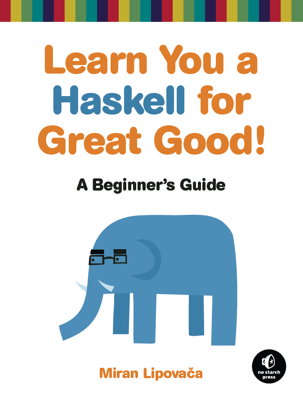 Learn You a
Haskell for
Great Good!
A Beginner's Guide
Miran Lipovača
no starch
press